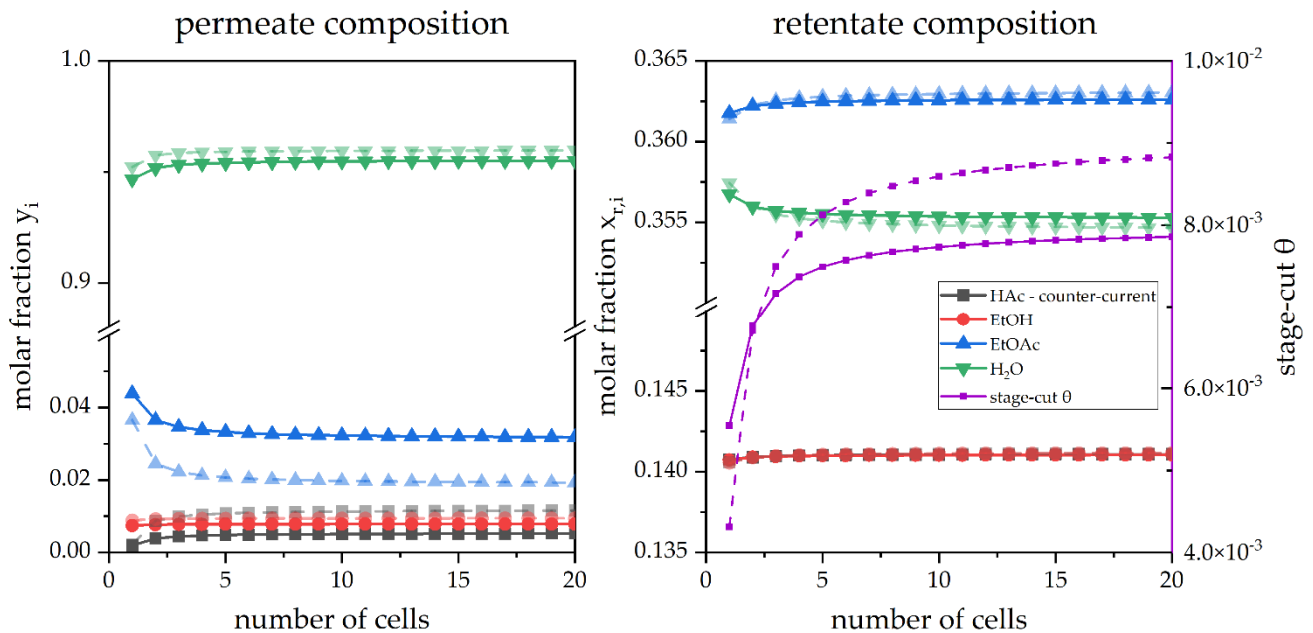 permeate composition
1.0
0.9
0.04
0.02
0.00
molar fraction yᵢ
0
5
10
15
20
number of cells
retentate composition
0.365
0.360
0.355
0.145
0.140
0.135
molar fraction xᵣ,ᵢ
0
5
10
15
20
number of cells
1.0×10⁻²
8.0×10⁻³
6.0×10⁻³
4.0×10⁻³
stage-cut θ
HAc - counter-current
EtOH
EtOAc
H₂O
stage-cut θ